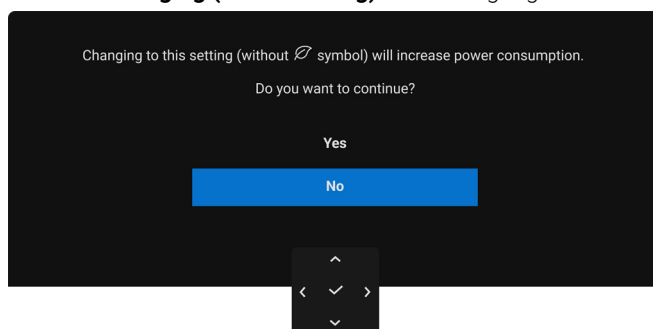 Changing to this setting (without symbol) will increase power consumption.
Do you want to continue?
Yes
No